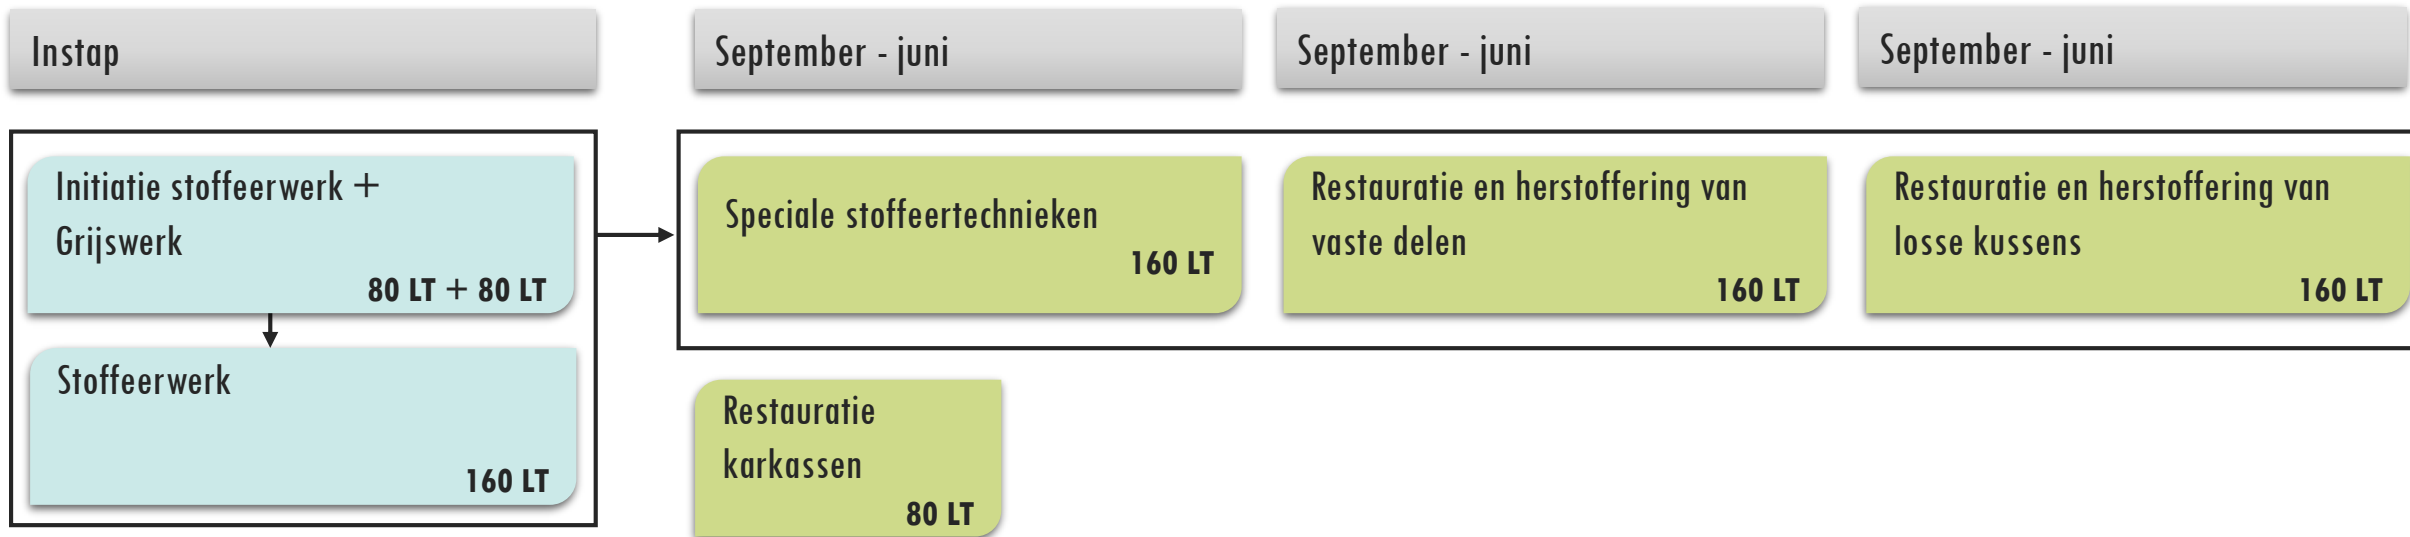 Instap
September - juni
September - juni
September - juni
Initiatie stoffeerwerk +
Grijswerk
80 LT + 80 LT
Stoffeerwerk
160 LT
Speciale stoffeertechnieken
160 LT
Restauratie en herstoffering van
vaste delen
160 LT
Restauratie en herstoffering van
losse kussens
160 LT
Restauratie
karkassen
80 LT